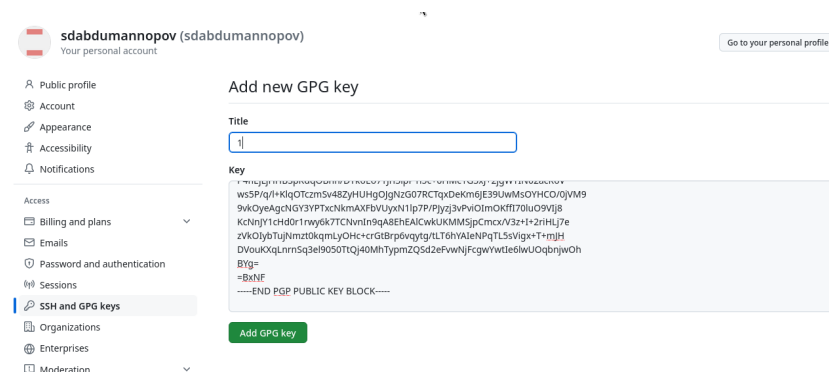 sdabdumannopov (sdabdumannopov)
Your personal account
Go to your personal profile
Public profile
Account
Appearance
Accessibility
Notifications
Access
Billing and plans
Emails
Password and authentication
Sessions
SSH and GPG keys
Organizations
Enterprises
Moderation
Add new GPG key
Title
1
Key
ws5P/q/l+KlqOTczmSv48ZyHUHgOJgNzG07RCTqxDeKm6JE39UwMsOYHCO/0jVM9
9vkOyeAgcNGY3YPTxcNkmAXFbVUyxN1lp7P/PJyzj3vPviOImOKffI70luO9VIj8
KcNnJY1cHd0r1rwy6k7TCNvnIn9qA8EhEAlCwkUKMMSjpCmcx/V3z+I+2riHLj7e
zVkOIybTujNmzt0kqmLyOHc+crGtBrp6vqytg/tLT6hYAIeNPqTL5sVigx+T+mJH
DVouKXqLnrnSq3el9050TtQj40MhTypmZQSd2eFvwNjFcgwYwtIe6lwUOqbnjwOh
BYg=
=BxNF
-----END PGP PUBLIC KEY BLOCK-----
Add GPG key